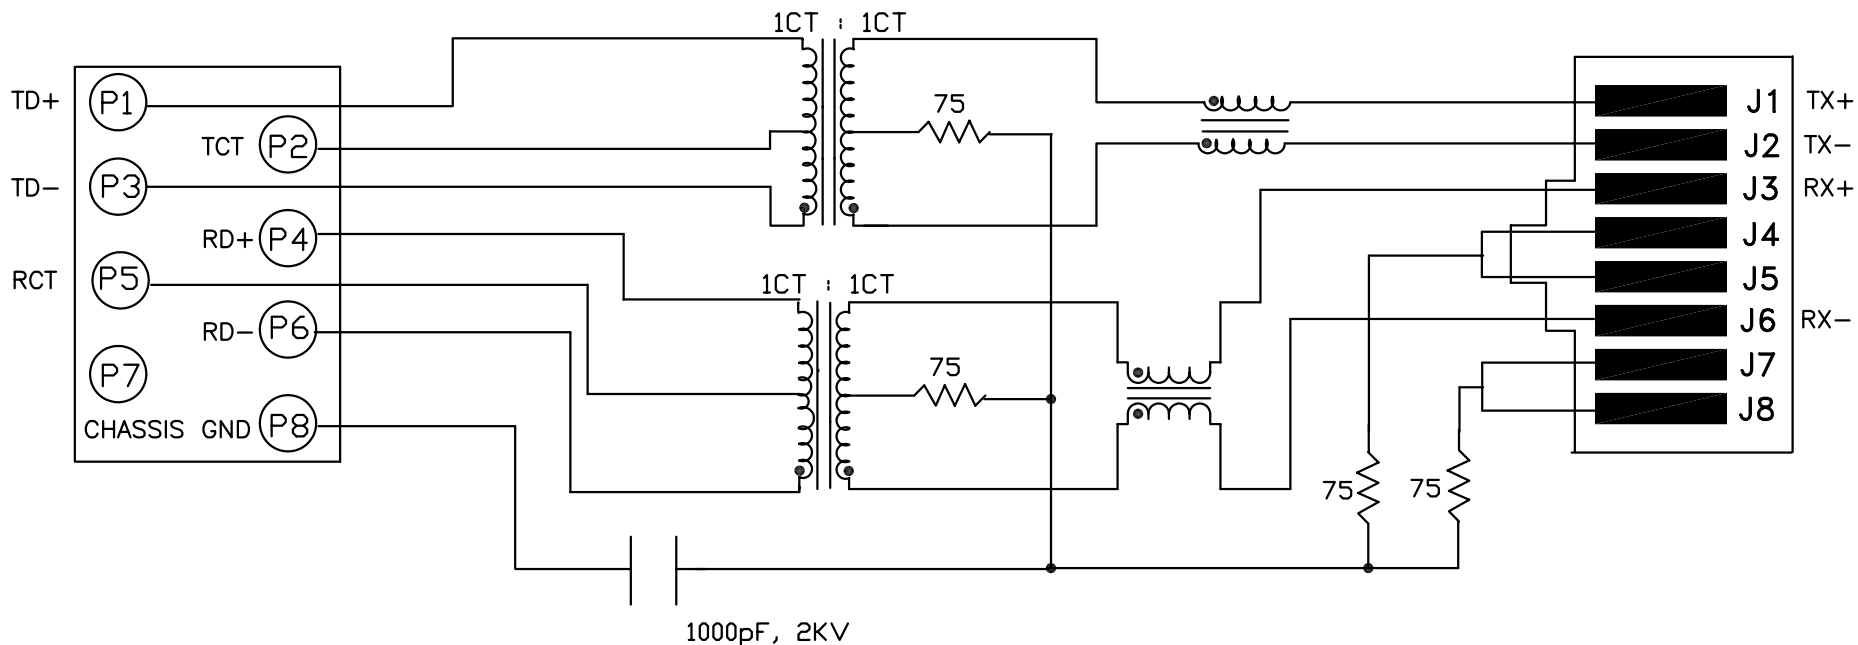 1CT : 1CT
TD+ P1
TCT P2
TD- P3
RD+ P4
RCT P5
RD- P6
P7
CHASSIS GND P8
75
1CT : 1CT
75
1000pF, 2KV
75
75
J1 TX+
J2 TX-
J3 RX+
J4
J5
J6 RX-
J7
J8